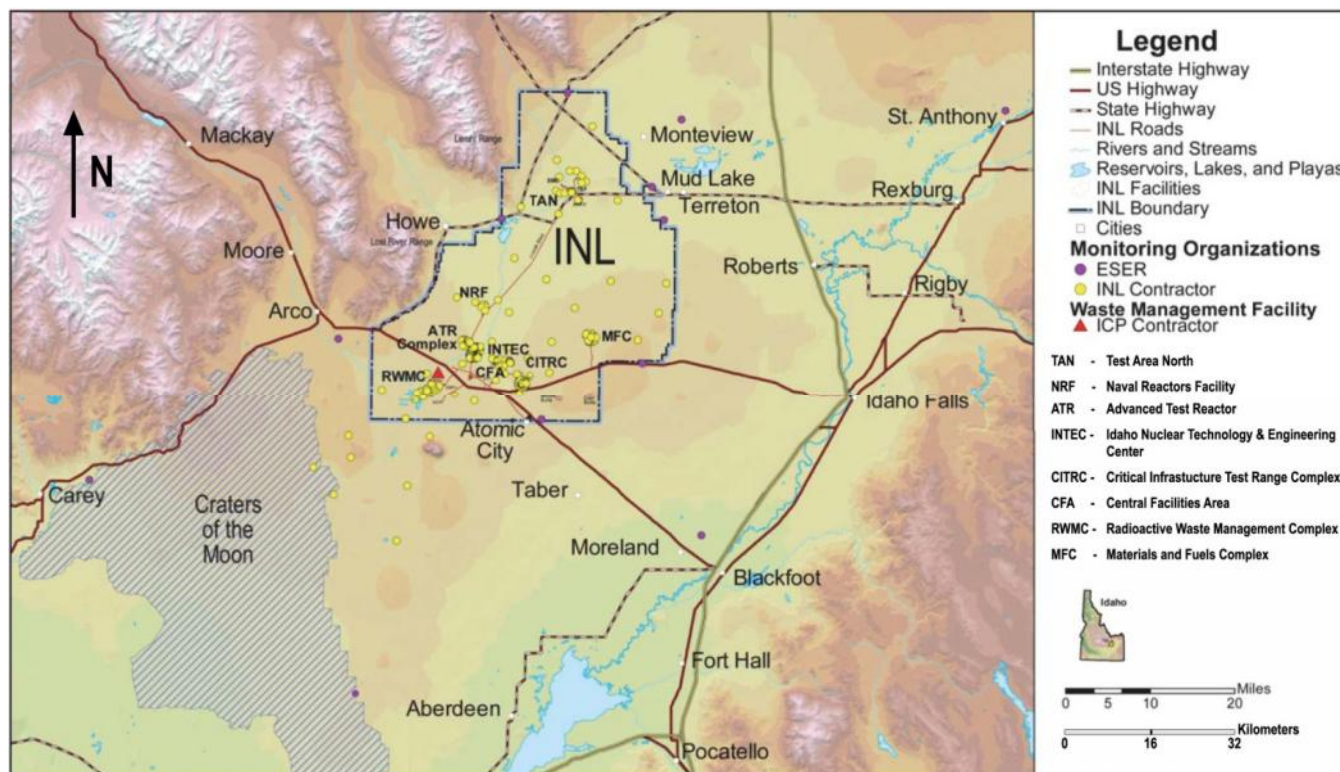 Legend
Interstate Highway
US Highway
State Highway
INL Roads
Rivers and Streams
Reservoirs, Lakes, and Playas
INL Facilities
INL Boundary
Cities
Monitoring Organizations
ESER
INL Contractor
Waste Management Facility
ICP Contractor
TAN - Test Area North
NRF - Naval Reactors Facility
ATR - Advanced Test Reactor
INTEC - Idaho Nuclear Technology & Engineering
Center
CITRC - Critical Infrastucture Test Range Complex
CFA - Central Facilities Area
RWMC - Radioactive Waste Management Complex
MFC - Materials and Fuels Complex
Idaho
Miles
0 5 10 20
Kilometers
0 16 32
N
Mackay
Monteview
St. Anthony
Mud Lake
Terreton
Rexburg
TAN
Howe
Lost River Range
INL
Moore
Roberts
Rigby
NRF
Arco
ATR
Complex
MFC
INTEC
CITRC
CFA
RWMC
Idaho Falls
Atomic
City
Carey
Taber
Craters
of the
Moon
Moreland
Blackfoot
Fort Hall
Aberdeen
Pocatello